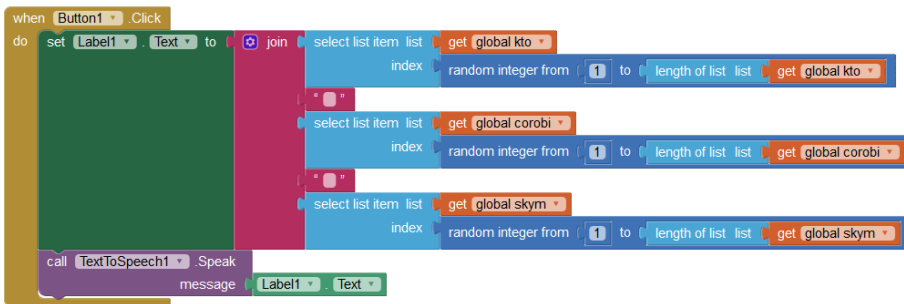 when Button1 .Click
do set Label1 . Text to join select list item list get global kto
index random integer from 1 to length of list list get global kto
" "
select list item list get global corobi
index random integer from 1 to length of list list get global corobi
" "
select list item list get global skym
index random integer from 1 to length of list list get global skym
call TextToSpeech1 .Speak
message Label1 . Text